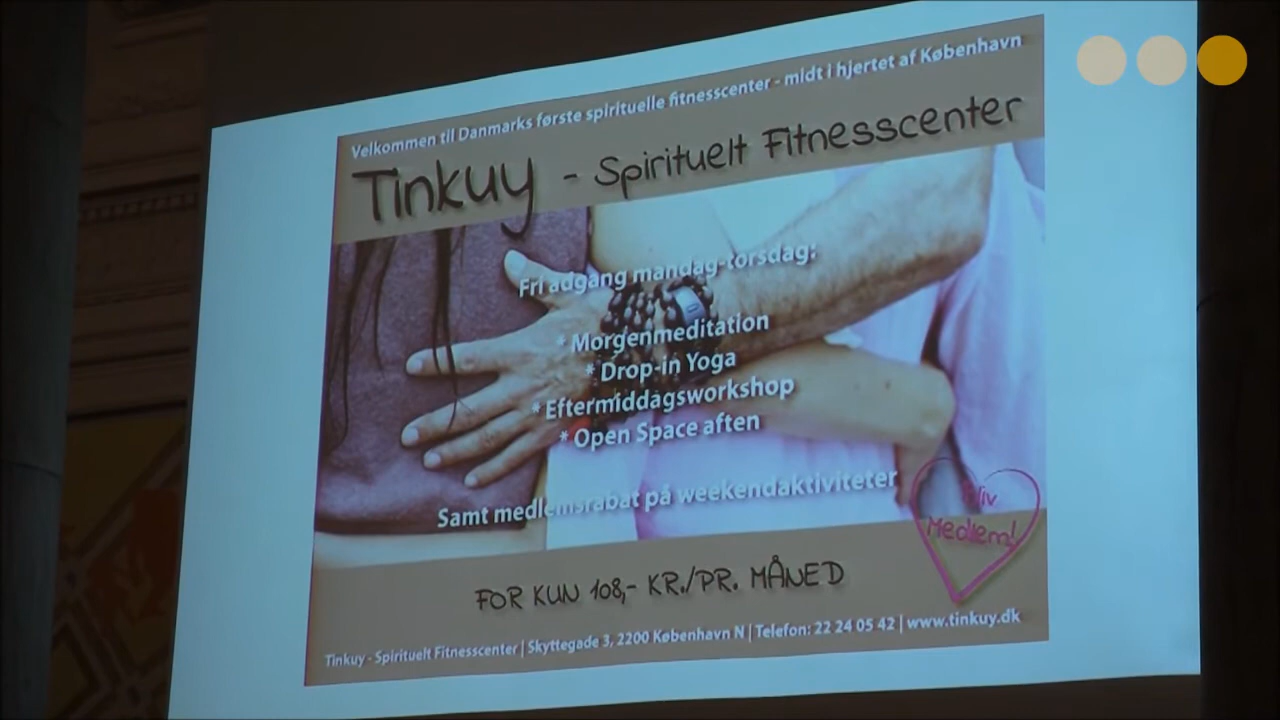 Velkommen til Danmarks første spirituelle fitnesscenter - midt i hjertet af København
Tinkuy - Spirituelt Fitnesscenter
Fri adgang mandag-torsdag:
* Morgenmeditation
* Drop-in Yoga
* Eftermiddagsworkshop
* Open Space aften
Samt medlemsrabat på weekendaktiviteter
Bliv
Medlem!
FOR KUN 108,- KR./PR. MÅNED
Tinkuy - Spirituelt Fitnesscenter | Skyttegade 3, 2200 København N | Telefon: 22 24 05 42 | www.tinkuy.dk